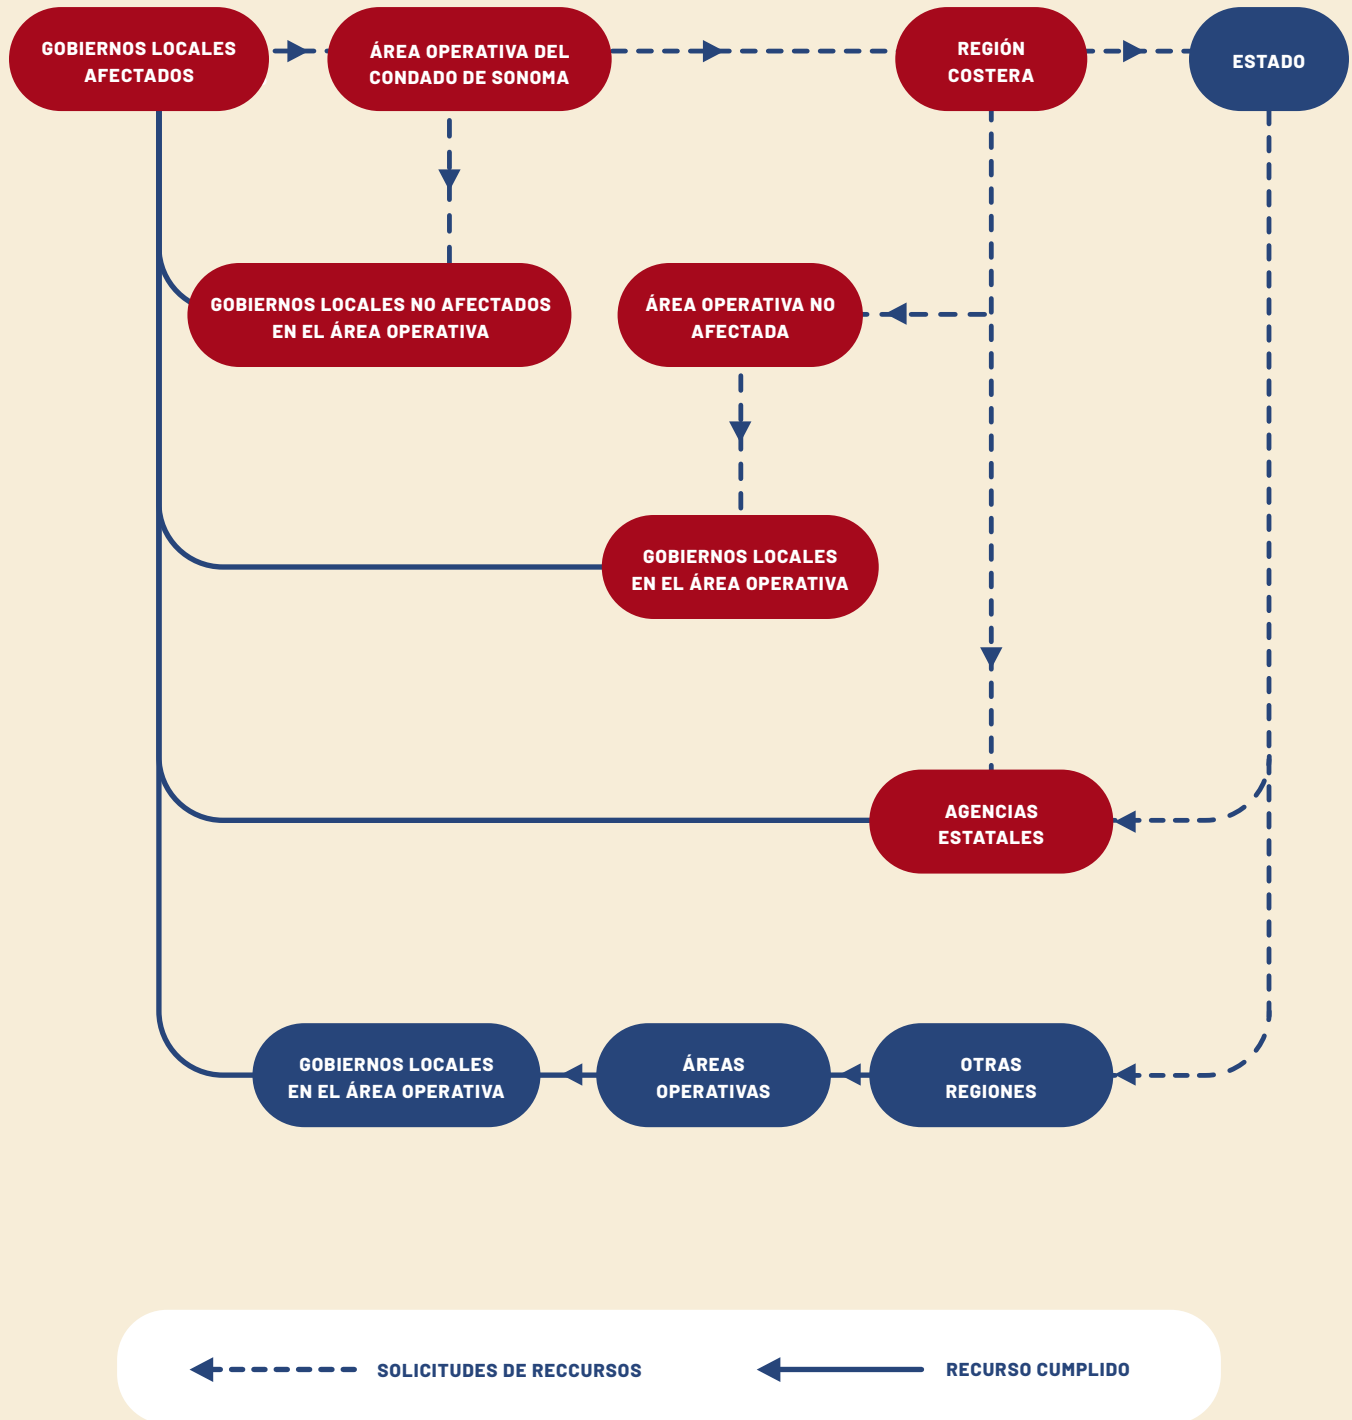 GOBIERNOS LOCALES
AFECTADOS
ÁREA OPERATIVA DEL
CONDADO DE SONOMA
REGIÓN
COSTERA
ESTADO
GOBIERNOS LOCALES NO AFECTADOS
EN EL ÁREA OPERATIVA
ÁREA OPERATIVA NO
AFECTADA
GOBIERNOS LOCALES
EN EL ÁREA OPERATIVA
AGENCIAS
ESTATALES
GOBIERNOS LOCALES
EN EL ÁREA OPERATIVA
ÁREAS
OPERATIVAS
OTRAS
REGIONES
SOLICITUDES DE RECCURSOS
RECURSO CUMPLIDO